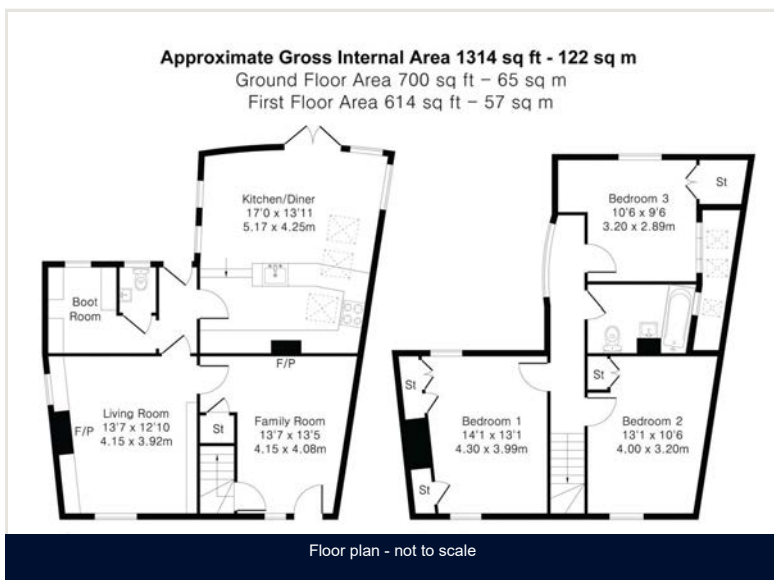 Approximate Gross Internal Area 1314 sq ft - 122 sq m
Ground Floor Area 700 sq ft – 65 sq m
First Floor Area 614 sq ft – 57 sq m
Kitchen/Diner
17'0 x 13'11
5.17 x 4.25m
Boot
Room
F/P
Living Room
13'7 x 12'10
4.15 x 3.92m
F/P
St
Family Room
13'7 x 13'5
4.15 x 4.08m
Bedroom 3
10'6 x 9'6
3.20 x 2.89m
St
St
Bedroom 1
14'1 x 13'1
4.30 x 3.99m
St
St
Bedroom 2
13'1 x 10'6
4.00 x 3.20m
Floor plan - not to scale